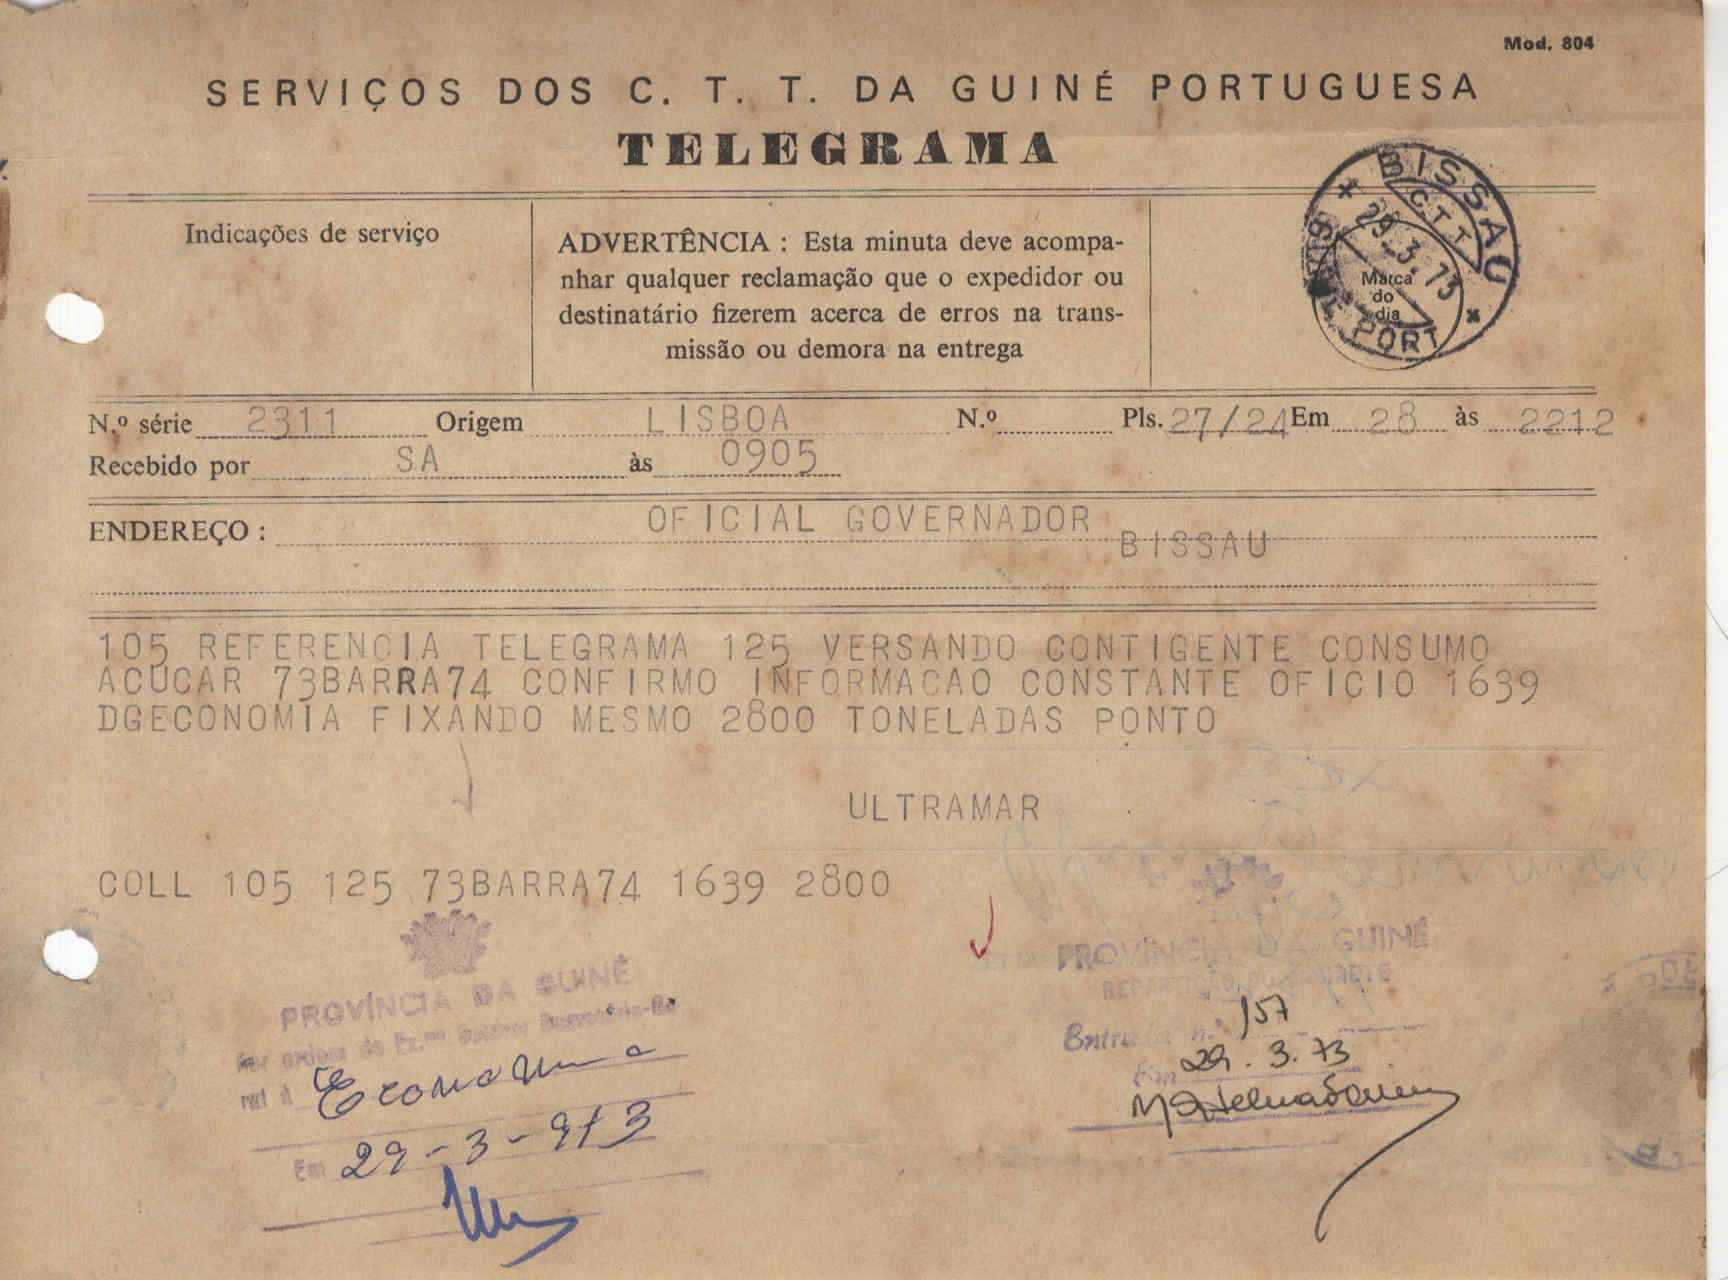 Mod. 804
SERVIÇOS DOS C. T. T. DA GUINÉ PORTUGUESA
TELEGRAMA
Indicações de serviço
ADVERTÊNCIA : Esta minuta deve acompa-
nhar qualquer reclamação que o expedidor ou
destinatário fizerem acerca de erros na trans-
missão ou demora na entrega
BISSAU
C.T.T.
29.3.73
Marca
do
dia
PORT
N.º série 2311 Origem LISBOA N.º Pls. 27/24 Em 28 às 2212
Recebido por SA às 0905
ENDEREÇO : OFICIAL GOVERNADOR
BISSAU
105 REFERENCIA TELEGRAMA 125 VERSANDO CONTIGENTE CONSUMO
ACUCAR 73BARRA74 CONFIRMO INFORMACAO CONSTANTE OFICIO 1639
DGECONOMIA FIXANDO MESMO 2800 TONELADAS PONTO
ULTRAMAR
COLL 105 125 73BARRA74 1639 2800
PROVÍNCIA DA GUINÉ
Economia
Em 29-3-973
PROVÍNCIA DA GUINÉ
REPARTIÇÃO DO GABINETE
Entrada n.º 157
Em 29.3.73